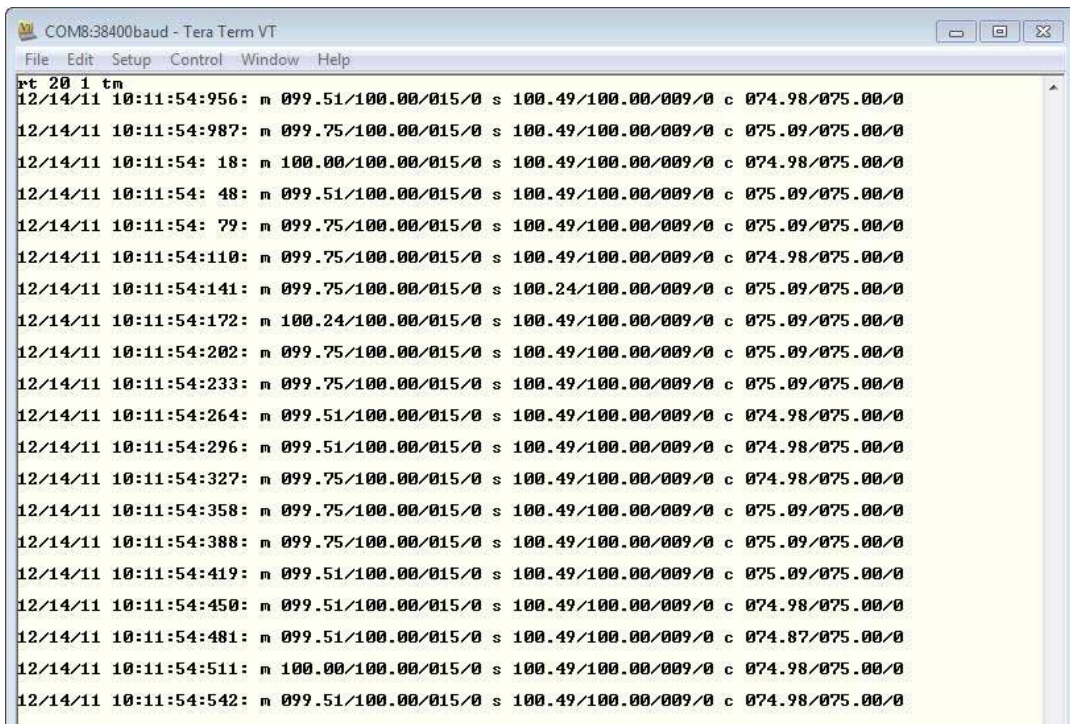 COM8:38400baud - Tera Term VT
File Edit Setup Control Window Help
rt 20 1 tm
12/14/11 10:11:54:956: m 099.51/100.00/015/0 s 100.49/100.00/009/0 c 074.98/075.00/0
12/14/11 10:11:54:987: m 099.75/100.00/015/0 s 100.49/100.00/009/0 c 075.09/075.00/0
12/14/11 10:11:54: 18: m 100.00/100.00/015/0 s 100.49/100.00/009/0 c 074.98/075.00/0
12/14/11 10:11:54: 48: m 099.51/100.00/015/0 s 100.49/100.00/009/0 c 075.09/075.00/0
12/14/11 10:11:54: 79: m 099.75/100.00/015/0 s 100.49/100.00/009/0 c 075.09/075.00/0
12/14/11 10:11:54:110: m 099.75/100.00/015/0 s 100.49/100.00/009/0 c 074.98/075.00/0
12/14/11 10:11:54:141: m 099.75/100.00/015/0 s 100.24/100.00/009/0 c 075.09/075.00/0
12/14/11 10:11:54:172: m 100.24/100.00/015/0 s 100.49/100.00/009/0 c 075.09/075.00/0
12/14/11 10:11:54:202: m 099.75/100.00/015/0 s 100.49/100.00/009/0 c 075.09/075.00/0
12/14/11 10:11:54:233: m 099.75/100.00/015/0 s 100.49/100.00/009/0 c 075.09/075.00/0
12/14/11 10:11:54:264: m 099.51/100.00/015/0 s 100.49/100.00/009/0 c 074.98/075.00/0
12/14/11 10:11:54:296: m 099.51/100.00/015/0 s 100.49/100.00/009/0 c 074.98/075.00/0
12/14/11 10:11:54:327: m 099.75/100.00/015/0 s 100.49/100.00/009/0 c 074.98/075.00/0
12/14/11 10:11:54:358: m 099.75/100.00/015/0 s 100.49/100.00/009/0 c 075.09/075.00/0
12/14/11 10:11:54:388: m 099.75/100.00/015/0 s 100.49/100.00/009/0 c 075.09/075.00/0
12/14/11 10:11:54:419: m 099.51/100.00/015/0 s 100.49/100.00/009/0 c 075.09/075.00/0
12/14/11 10:11:54:450: m 099.51/100.00/015/0 s 100.49/100.00/009/0 c 074.98/075.00/0
12/14/11 10:11:54:481: m 099.51/100.00/015/0 s 100.49/100.00/009/0 c 074.87/075.00/0
12/14/11 10:11:54:511: m 100.00/100.00/015/0 s 100.49/100.00/009/0 c 074.98/075.00/0
12/14/11 10:11:54:542: m 099.51/100.00/015/0 s 100.49/100.00/009/0 c 074.98/075.00/0